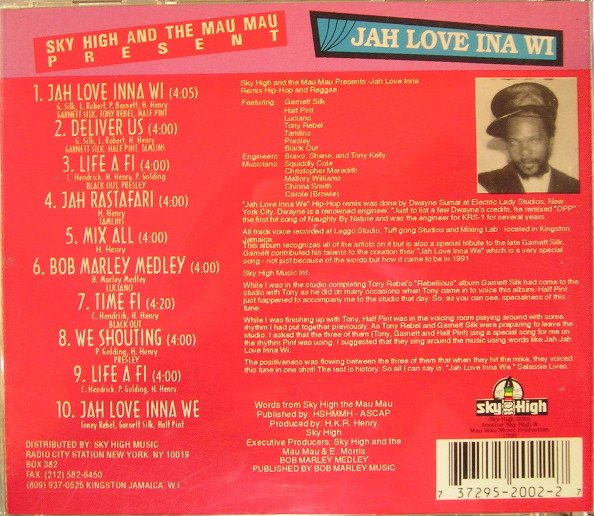 SKY HIGH AND THE MAU MAU
PRESENT
JAH LOVE INA WI
1. JAH LOVE INNA WI (4:05)
G. Silk, L. Robert, P. Barnett, H. Henry
GARNETT SILK, TONY REBEL, HALF PINT
2. DELIVER US (4:00)
G. Silk, L. Robert, H. Henry
GARNETT SILK, HALF PINT, TAMLINS
3. LIFE A FI (4:00)
C. Hendrick, H. Henry, P. Golding
BLACK OUT, PRESLEY
4. JAH RASTAFARI (4:00)
H. Henry
TAMLINS
5. MIX ALL (4:00)
H. Henry
6. BOB MARLEY MEDLEY (4:00)
B. Marley Medley
LUCIANO
7. TIME FI (4:20)
C. Hendrick, H. Henry
BLACK OUT
8. WE SHOUTING (4:00)
P. Golding, H. Henry
PRESLEY
9. LIFE A FI (4:00)
C. Hendrick, P. Golding, H. Henry
10. JAH LOVE INNA WE
Toney Rebel, Garnett Silk, Half Pint
DISTRIBUTED BY: SKY HIGH MUSIC
RADIO CITY STATION NEW YORK, NY 10019
BOX 382
FAX (212) 582-6450
(809) 937-0525 KINGSTON JAMAICA, W.I.
Sky High and the Mau Mau Presents -Jah Love Inna
Remix Hip-Hop and Reggae
Featuring: Garnett Silk
Half Pint
Luciano
Tony Rebel
Tamlins
Presley
Black Out
Engineers: Bravo, Shane, and Tony Kelly
Musicians: Squiddly Cole
Christopher Meredith
Mallory Williams
Chinna Smith
Carole (Browie)
"Jah Love Inna We" Hip-Hop remix was done by Dwayne Sumal at Electric Lady Studios, New
York City. Dwayne is a renowned engineer. "Just to list a few Dwayne's credits, he remixed "OPP"
the first hit song of Naughty By Nature and was the engineer for KRS-1 for several years.
All track voice recorded at Leggo Studio, Tuff gong Studios and Mixing Lab - located in Kingston,
Jamaica.
This album recognizes all of the artists on it but is also a special tribute to the late Garnett Silk.
Garnett contributed his talents to the creation their "Jah Love Inna We" which is a very special
song - not just because of the words but how it came to be in 1991.
Sky High Music Int.
While I was in the studio completing Tony Rebel's "Rebellious" album Garnett Silk had come to the
studio with Tony as he did on many occasions when Tony came in to voice this album. Half Pint
just happened to accompany me to the studio that day. So, as you can see, specialness of this
tune.
While I was finishing up with Tony, Half Pint was in the voicing room playing around with some
rhythm I had put together previously. As Tony Rebel and Garnett Silk were preparing to leave the
studio, I asked that the three of them (Tony, Garnett and Half Pint) sing a special song for me on
the rhythm Pint was using. I suggested that they sing around the music using words like Jah Jah
Love Inna Wi.
The positiveness was flowing between the three of them that when they hit the mike, they voiced
this tune in one shot! The rest is history. So all I can say is. "Jah Love Inna We." Selassie Lives.
Words from Sky High the Mau Mau
Published by: HSHMMH - ASCAP
Produced by: H.K.R. Henry
Sky High
Executive Producers: Sky High and the
Mau Mau & E. Morris
BOB MARLEY MEDLEY
PUBLISHED BY BOB MARLEY MUSIC
Sky High
Another Sky High &
Mau Mau Music Production
7 37295-2002-2 7